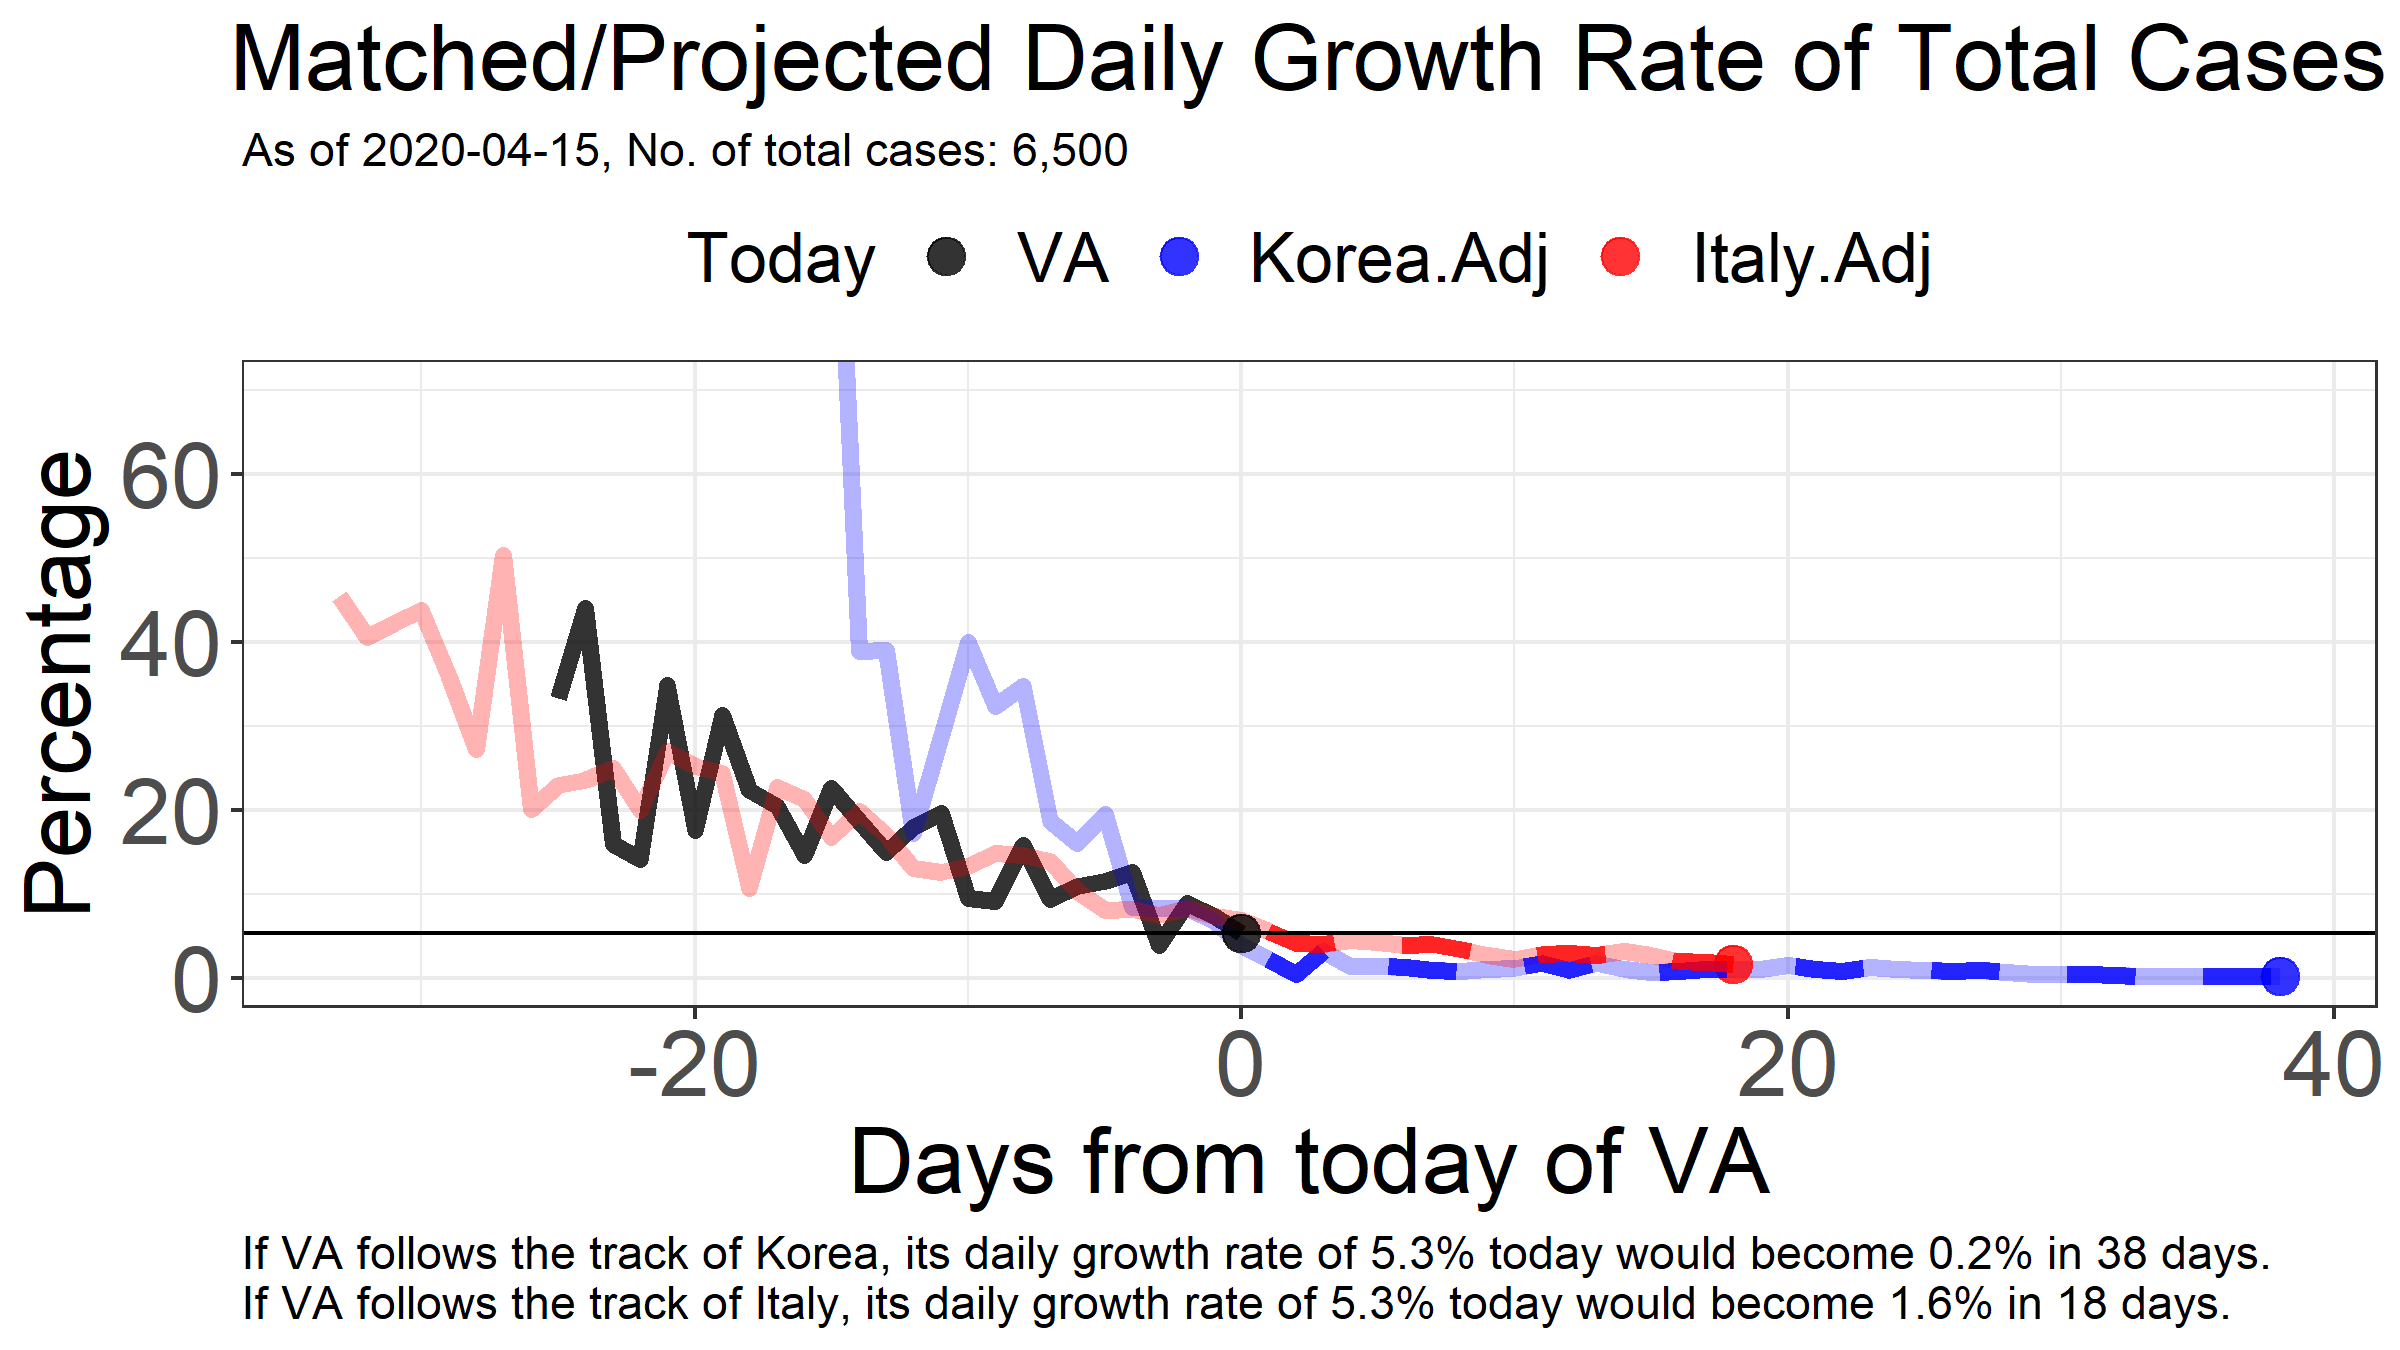 Matched/Projected Daily Growth Rate of Total Cases
As of 2020-04-15, No. of total cases: 6,500
Today VA Korea.Adj Italy.Adj
Percentage
60
40
20
0
-20 0 20 40
Days from today of VA
If VA follows the track of Korea, its daily growth rate of 5.3% today would become 0.2% in 38 days.
If VA follows the track of Italy, its daily growth rate of 5.3% today would become 1.6% in 18 days.